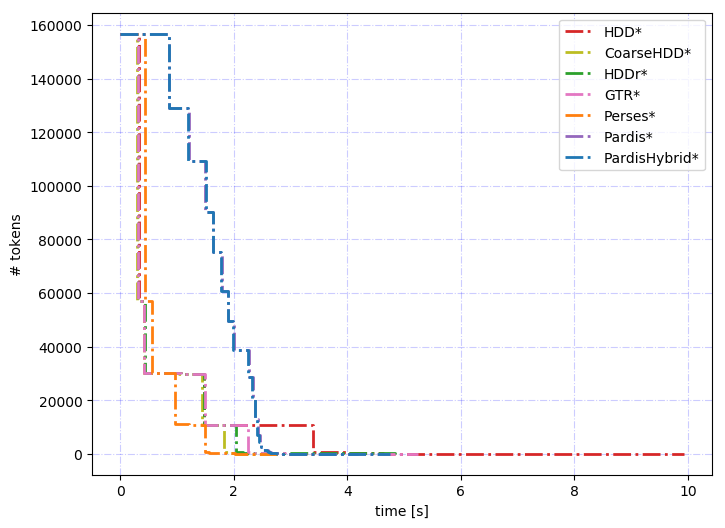 160000
140000
120000
100000
80000
60000
40000
20000
0
# tokens
0
2
4
6
8
10
time [s]
HDD*
CoarseHDD*
HDDr*
GTR*
Perses*
Pardis*
PardisHybrid*